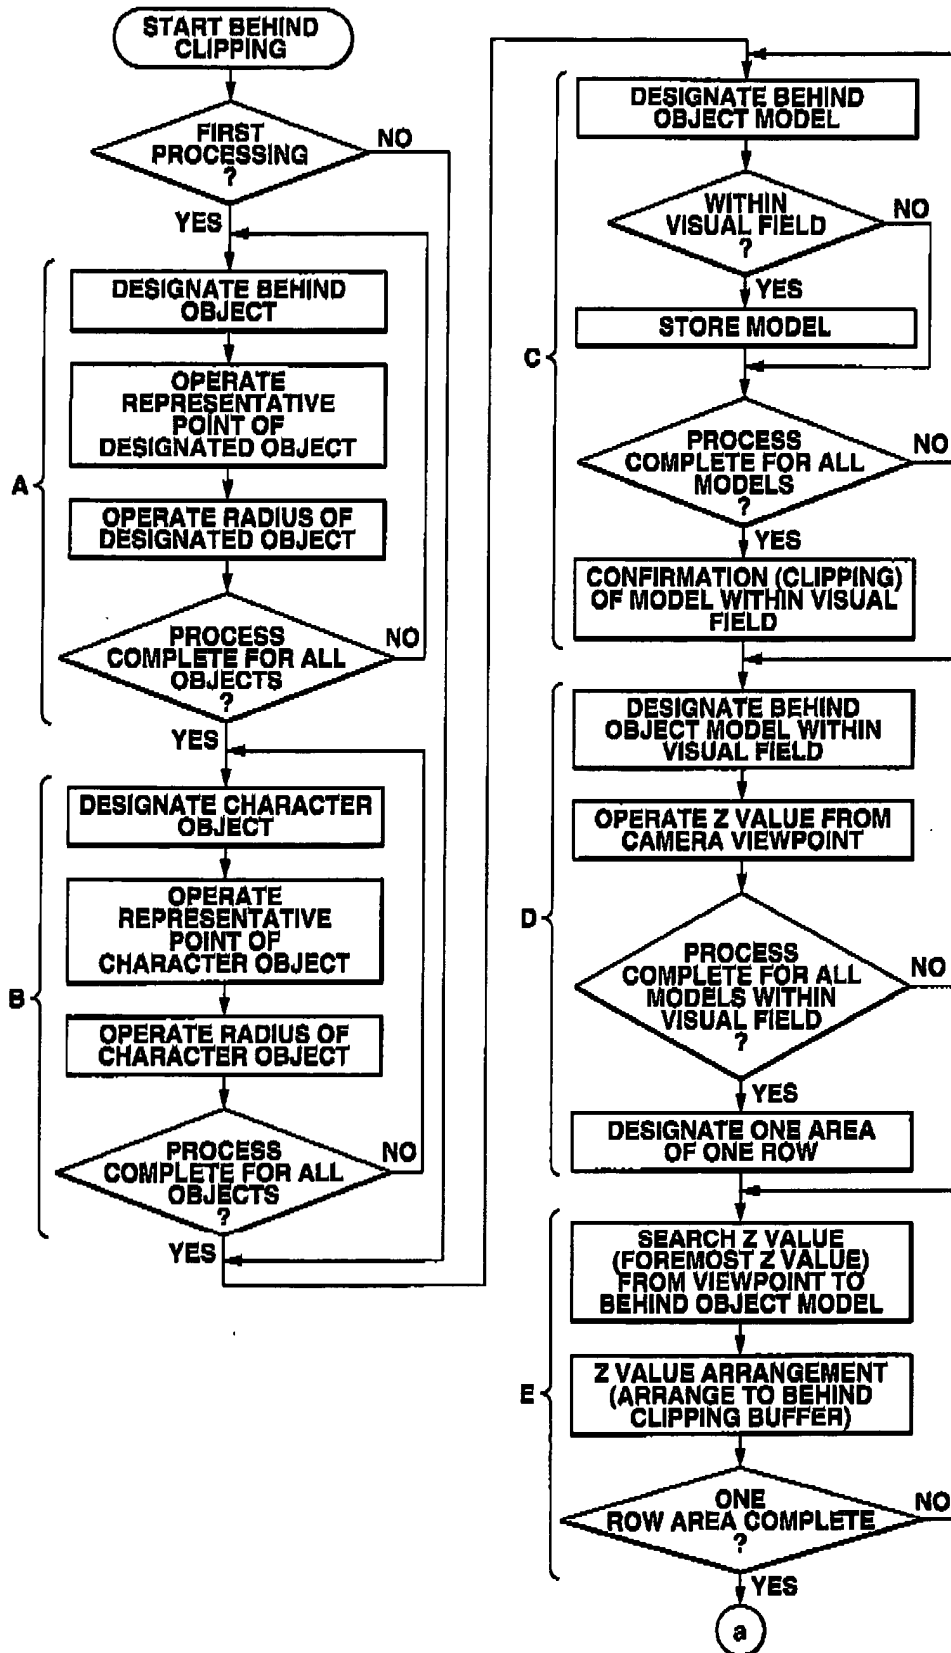 START BEHIND
CLIPPING
FIRST
PROCESSING
?
NO
YES
DESIGNATE BEHIND
OBJECT
OPERATE
REPRESENTATIVE
POINT OF
DESIGNATED OBJECT
A
OPERATE RADIUS OF
DESIGNATED OBJECT
PROCESS
COMPLETE FOR ALL
OBJECTS
?
NO
YES
DESIGNATE CHARACTER
OBJECT
OPERATE
REPRESENTATIVE
POINT OF
CHARACTER OBJECT
B
OPERATE RADIUS OF
CHARACTER OBJECT
PROCESS
COMPLETE FOR ALL
OBJECTS
?
NO
YES
DESIGNATE BEHIND
OBJECT MODEL
WITHIN
VISUAL FIELD
?
NO
YES
STORE MODEL
C
PROCESS
COMPLETE FOR ALL
MODELS
?
NO
YES
CONFIRMATION (CLIPPING)
OF MODEL WITHIN VISUAL
FIELD
DESIGNATE BEHIND
OBJECT MODEL WITHIN
VISUAL FIELD
OPERATE Z VALUE FROM
CAMERA VIEWPOINT
D
PROCESS
COMPLETE FOR ALL
MODELS WITHIN
VISUAL FIELD
?
NO
YES
DESIGNATE ONE AREA
OF ONE ROW
SEARCH Z VALUE
(FOREMOST Z VALUE)
FROM VIEWPOINT TO
BEHIND OBJECT MODEL
E
Z VALUE ARRANGEMENT
(ARRANGE TO BEHIND
CLIPPING BUFFER)
ONE
ROW AREA COMPLETE
?
NO
YES
a